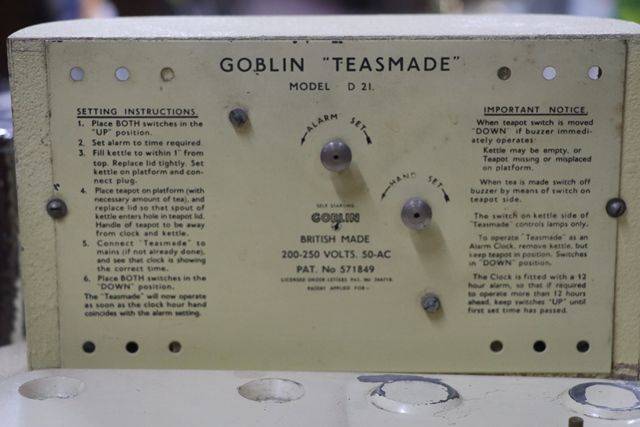 GOBLIN "TEASMADE"
MODEL D 21.
SETTING INSTRUCTIONS.
1. Place BOTH switches in the
"UP" position.
2. Set alarm to time required.
3. Fill kettle to within 1" from
top. Replace lid tightly. Set
kettle on platform and con-
nect plug.
4. Place teapot on platform (with
necessary amount of tea), and
replace lid so that spout of
kettle enters hole in teapot lid.
Handle of teapot to be away
from clock and kettle.
5. Connect "Teasmade" to
mains (if not already done),
and see that clock is showing
the correct time.
6. Place BOTH switches in the
"DOWN" position.
The "Teasmade" will now operate
as soon as the clock hour hand
coincides with the alarm setting.
ALARM SET
HAND SET
SELF STARTING
GOBLIN
BRITISH MADE
200-250 VOLTS. 50-AC
PAT. No 571849
LICENSED UNDER LETTERS PAT. No
PATENT APPLIED FOR
IMPORTANT NOTICE.
When teapot switch is moved
"DOWN" if buzzer immedi-
ately operates:
Kettle may be empty, or
Teapot missing or misplaced
on platform.
When tea is made switch off
buzzer by means of switch on
teapot side.
The switch on kettle side of
"Teasmade" controls lamps only.
To operate "Teasmade" as an
Alarm Clock, remove kettle, but
keep teapot in position. Switches
in "DOWN" position.
The Clock is fitted with a 12
hour alarm, so that if required
to operate more than 12 hours
ahead, keep switches "UP" until
first set time has passed.